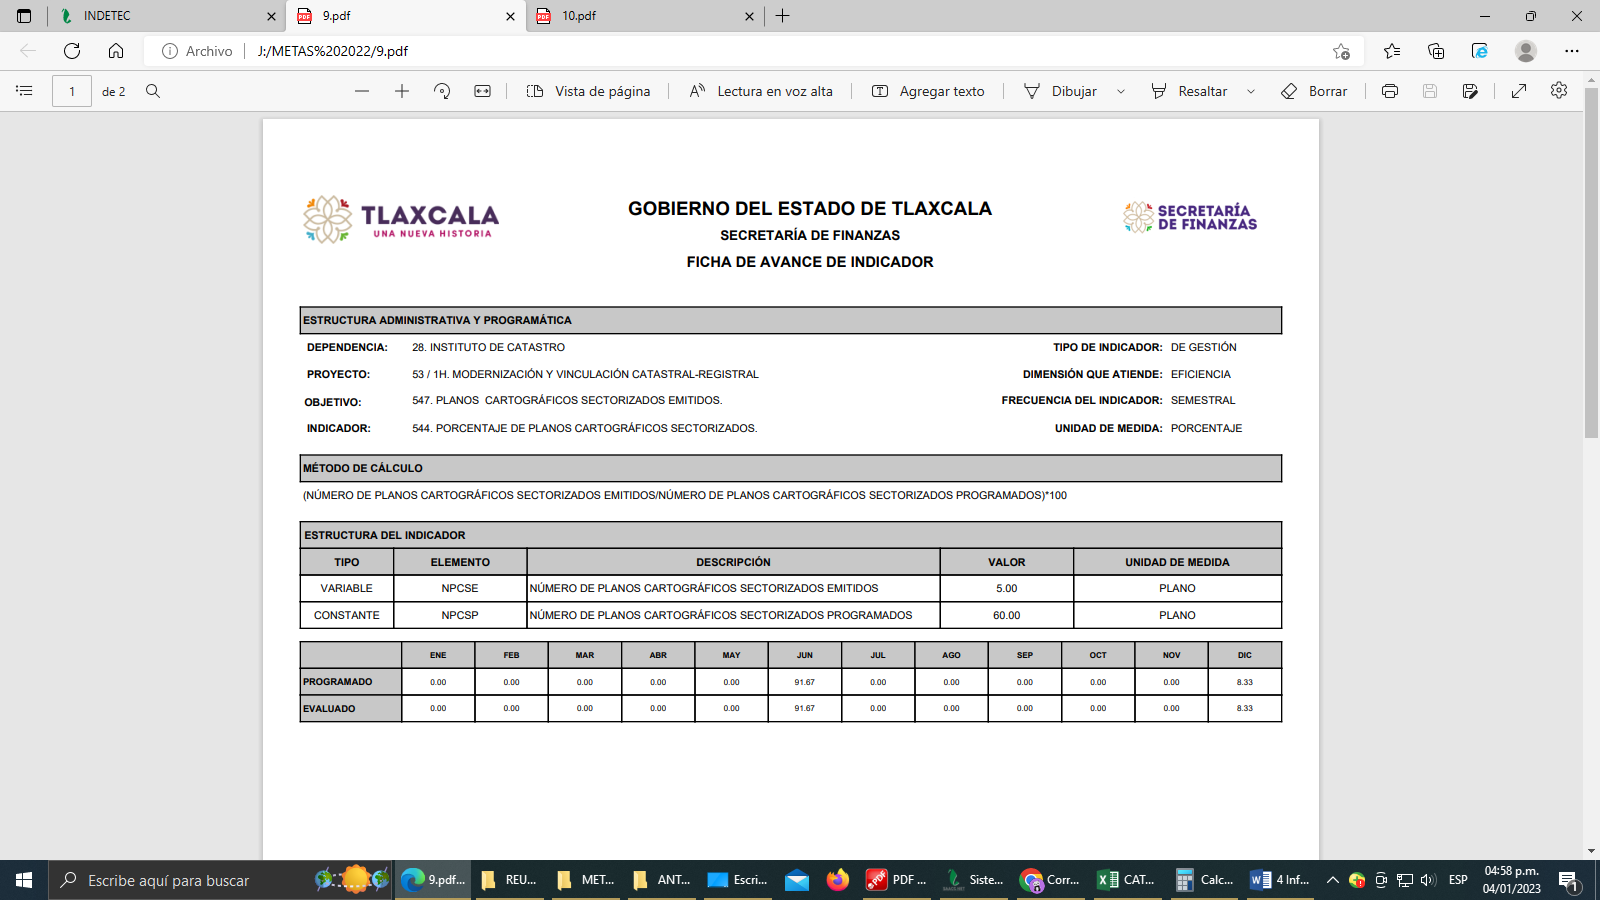 INDETEC
9.pdf
10.pdf
Archivo J:/METAS%202022/9.pdf
1 de 2 Vista de página Lectura en voz alta Agregar texto Dibujar Resaltar Borrar
TLAXCALA
UNA NUEVA HISTORIA
GOBIERNO DEL ESTADO DE TLAXCALA
SECRETARÍA DE FINANZAS
FICHA DE AVANCE DE INDICADOR
SECRETARÍA
DE FINANZAS
ESTRUCTURA ADMINISTRATIVA Y PROGRAMÁTICA
DEPENDENCIA: 28. INSTITUTO DE CATASTRO TIPO DE INDICADOR: DE GESTIÓN
PROYECTO: 53 / 1H. MODERNIZACIÓN Y VINCULACIÓN CATASTRAL-REGISTRAL DIMENSIÓN QUE ATIENDE: EFICIENCIA
OBJETIVO: 547. PLANOS CARTOGRÁFICOS SECTORIZADOS EMITIDOS. FRECUENCIA DEL INDICADOR: SEMESTRAL
INDICADOR: 544. PORCENTAJE DE PLANOS CARTOGRÁFICOS SECTORIZADOS. UNIDAD DE MEDIDA: PORCENTAJE
MÉTODO DE CÁLCULO
(NÚMERO DE PLANOS CARTOGRÁFICOS SECTORIZADOS EMITIDOS/NÚMERO DE PLANOS CARTOGRÁFICOS SECTORIZADOS PROGRAMADOS)*100
ESTRUCTURA DEL INDICADOR
TIPO ELEMENTO DESCRIPCIÓN VALOR UNIDAD DE MEDIDA
VARIABLE NPCSE NÚMERO DE PLANOS CARTOGRÁFICOS SECTORIZADOS EMITIDOS 5.00 PLANO
CONSTANTE NPCSP NÚMERO DE PLANOS CARTOGRÁFICOS SECTORIZADOS PROGRAMADOS 60.00 PLANO
ENE FEB MAR ABR MAY JUN JUL AGO SEP OCT NOV DIC
PROGRAMADO 0.00 0.00 0.00 0.00 0.00 91.67 0.00 0.00 0.00 0.00 0.00 8.33
EVALUADO 0.00 0.00 0.00 0.00 0.00 91.67 0.00 0.00 0.00 0.00 0.00 8.33
Escribe aquí para buscar 9.pdf... REU... MET... ANT... Escri... PDF ... Siste... Corr... CAT... Calc... 4 Inf... ESP
04:58 p.m.
04/01/2023
1